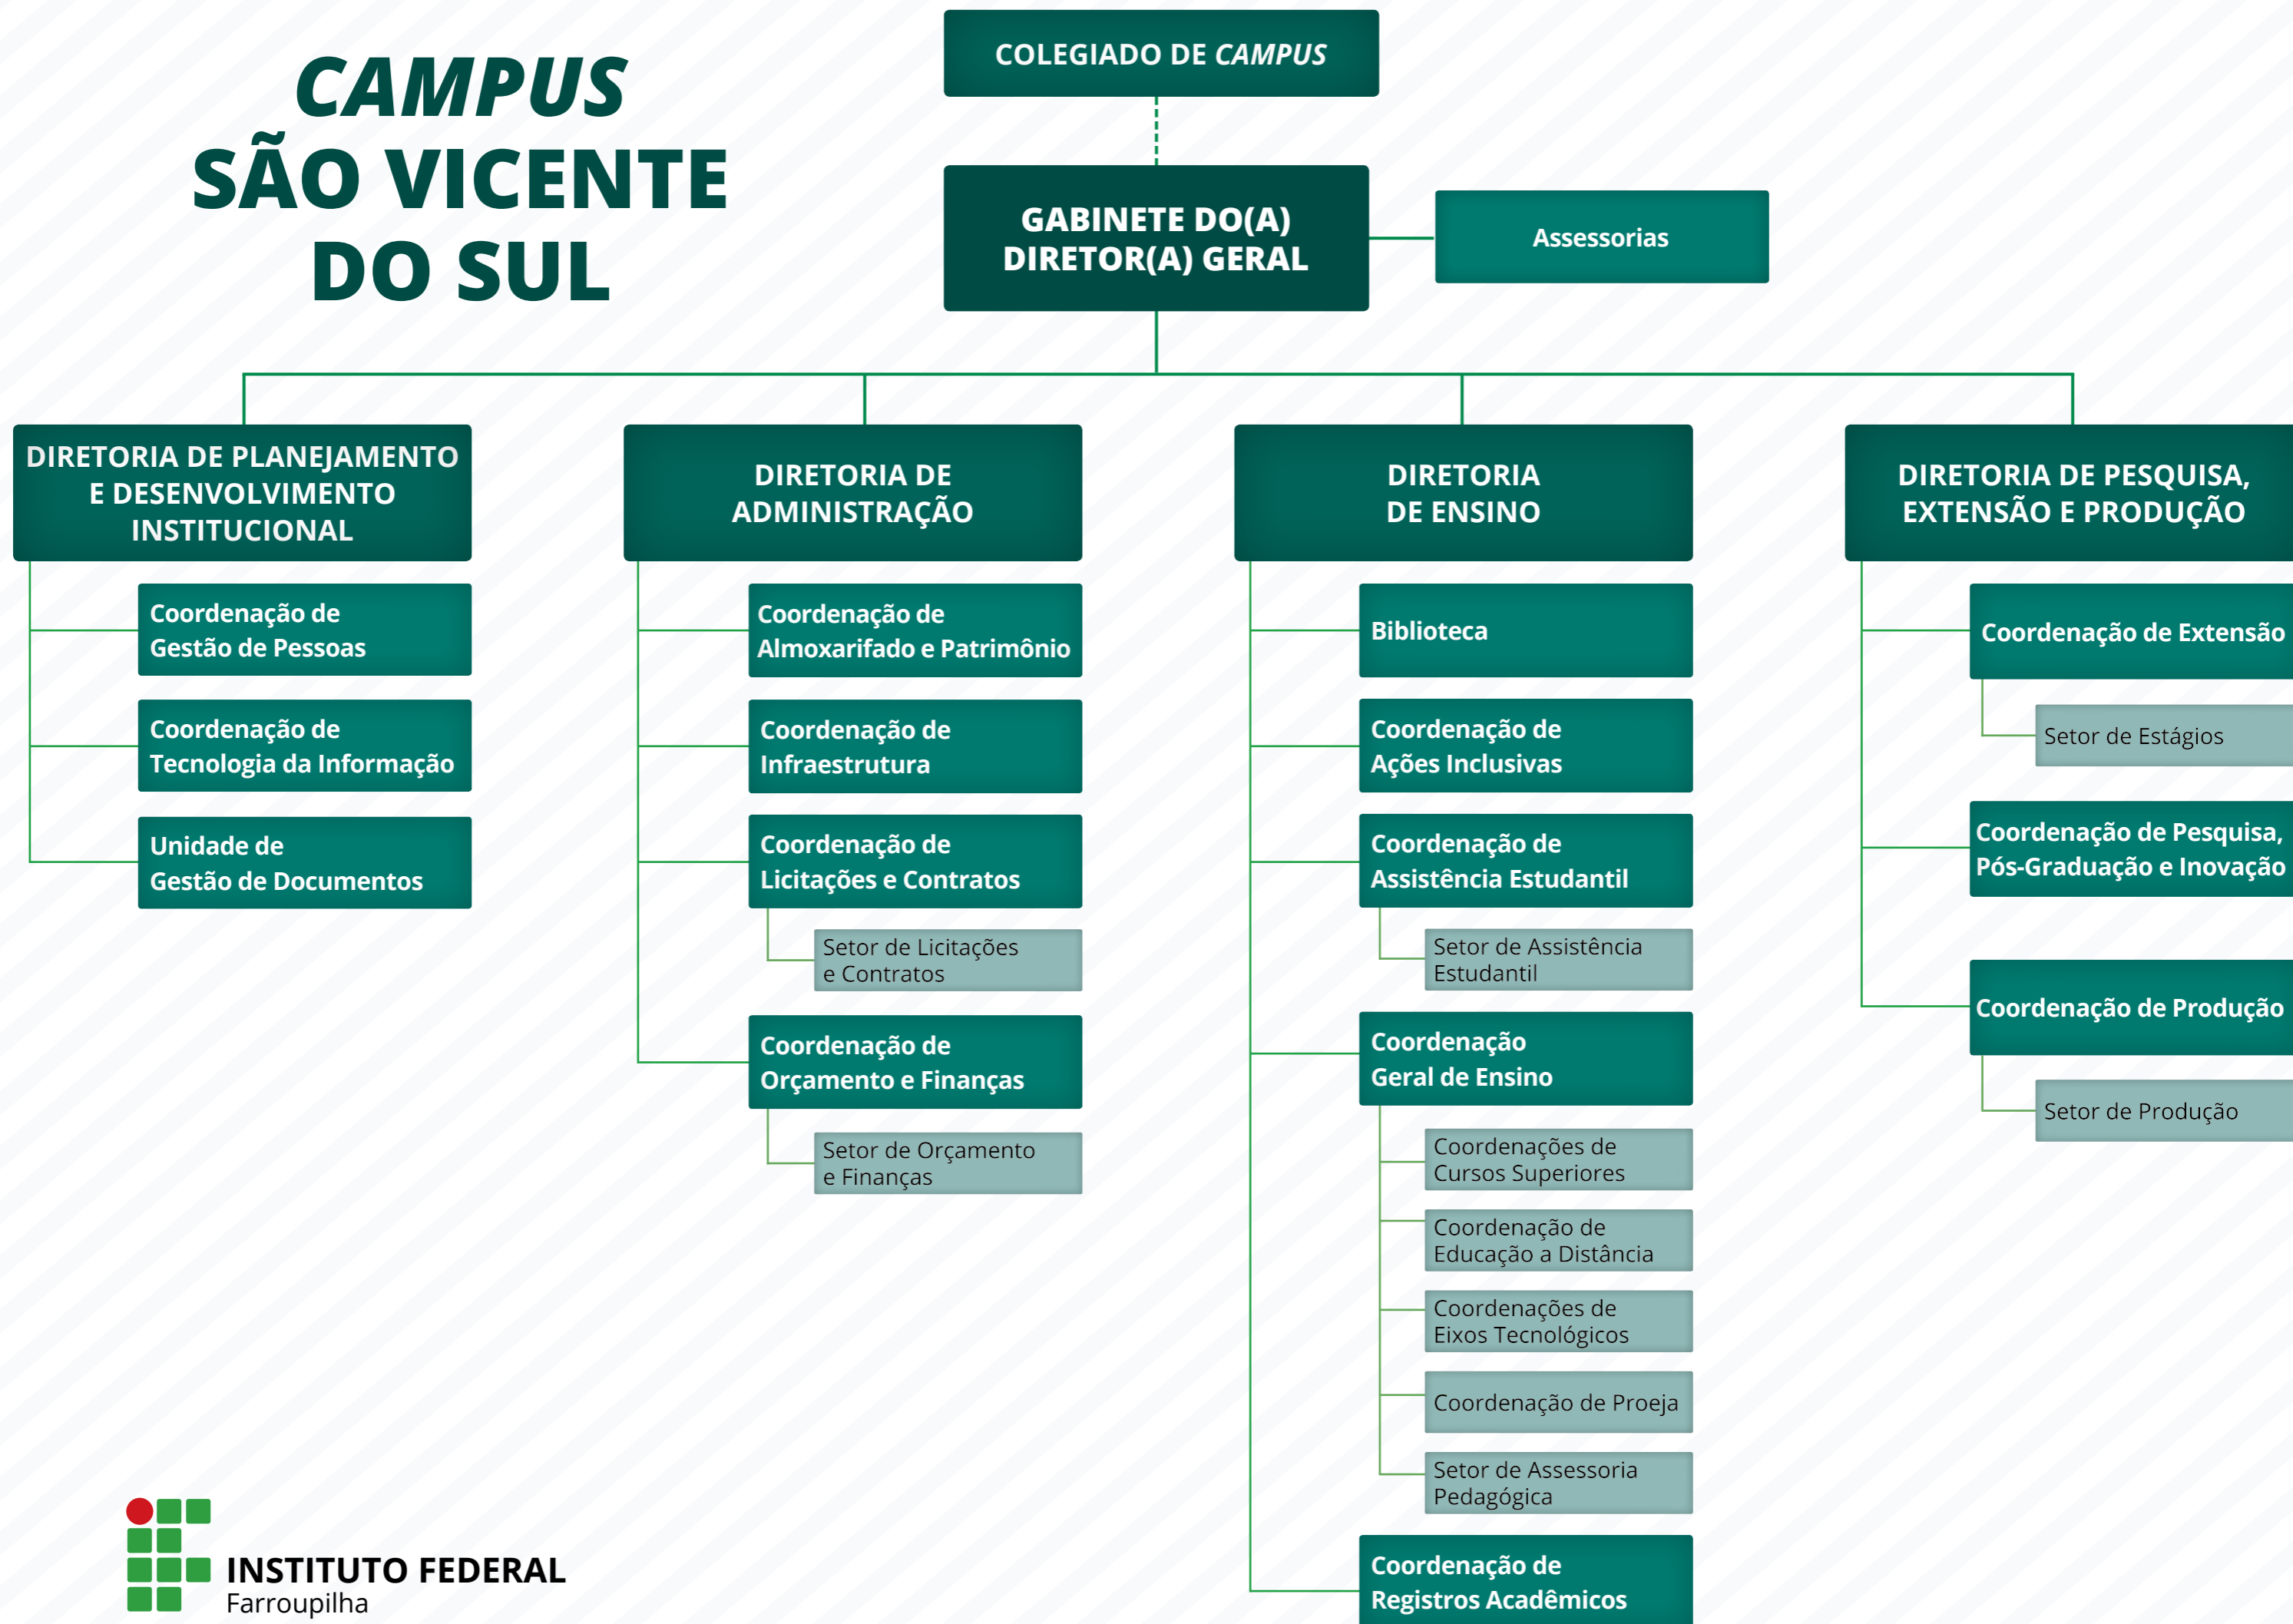 CAMPUS
SÃO VICENTE
DO SUL
COLEGIADO DE CAMPUS
GABINETE DO(A)
DIRETOR(A) GERAL
Assessorias
DIRETORIA DE PLANEJAMENTO
E DESENVOLVIMENTO
INSTITUCIONAL
Coordenação de
Gestão de Pessoas
Coordenação de
Tecnologia da Informação
Unidade de
Gestão de Documentos
DIRETORIA DE
ADMINISTRAÇÃO
Coordenação de
Almoxarifado e Patrimônio
Coordenação de
Infraestrutura
Coordenação de
Licitações e Contratos
Setor de Licitações
e Contratos
Coordenação de
Orçamento e Finanças
Setor de Orçamento
e Finanças
DIRETORIA
DE ENSINO
Biblioteca
Coordenação de
Ações Inclusivas
Coordenação de
Assistência Estudantil
Setor de Assistência
Estudantil
Coordenação
Geral de Ensino
Coordenações de
Cursos Superiores
Coordenação de
Educação a Distância
Coordenações de
Eixos Tecnológicos
Coordenação de Proeja
Setor de Assessoria
Pedagógica
Coordenação de
Registros Acadêmicos
DIRETORIA DE PESQUISA,
EXTENSÃO E PRODUÇÃO
Coordenação de Extensão
Setor de Estágios
Coordenação de Pesquisa,
Pós-Graduação e Inovação
Coordenação de Produção
Setor de Produção
INSTITUTO FEDERAL
Farroupilha